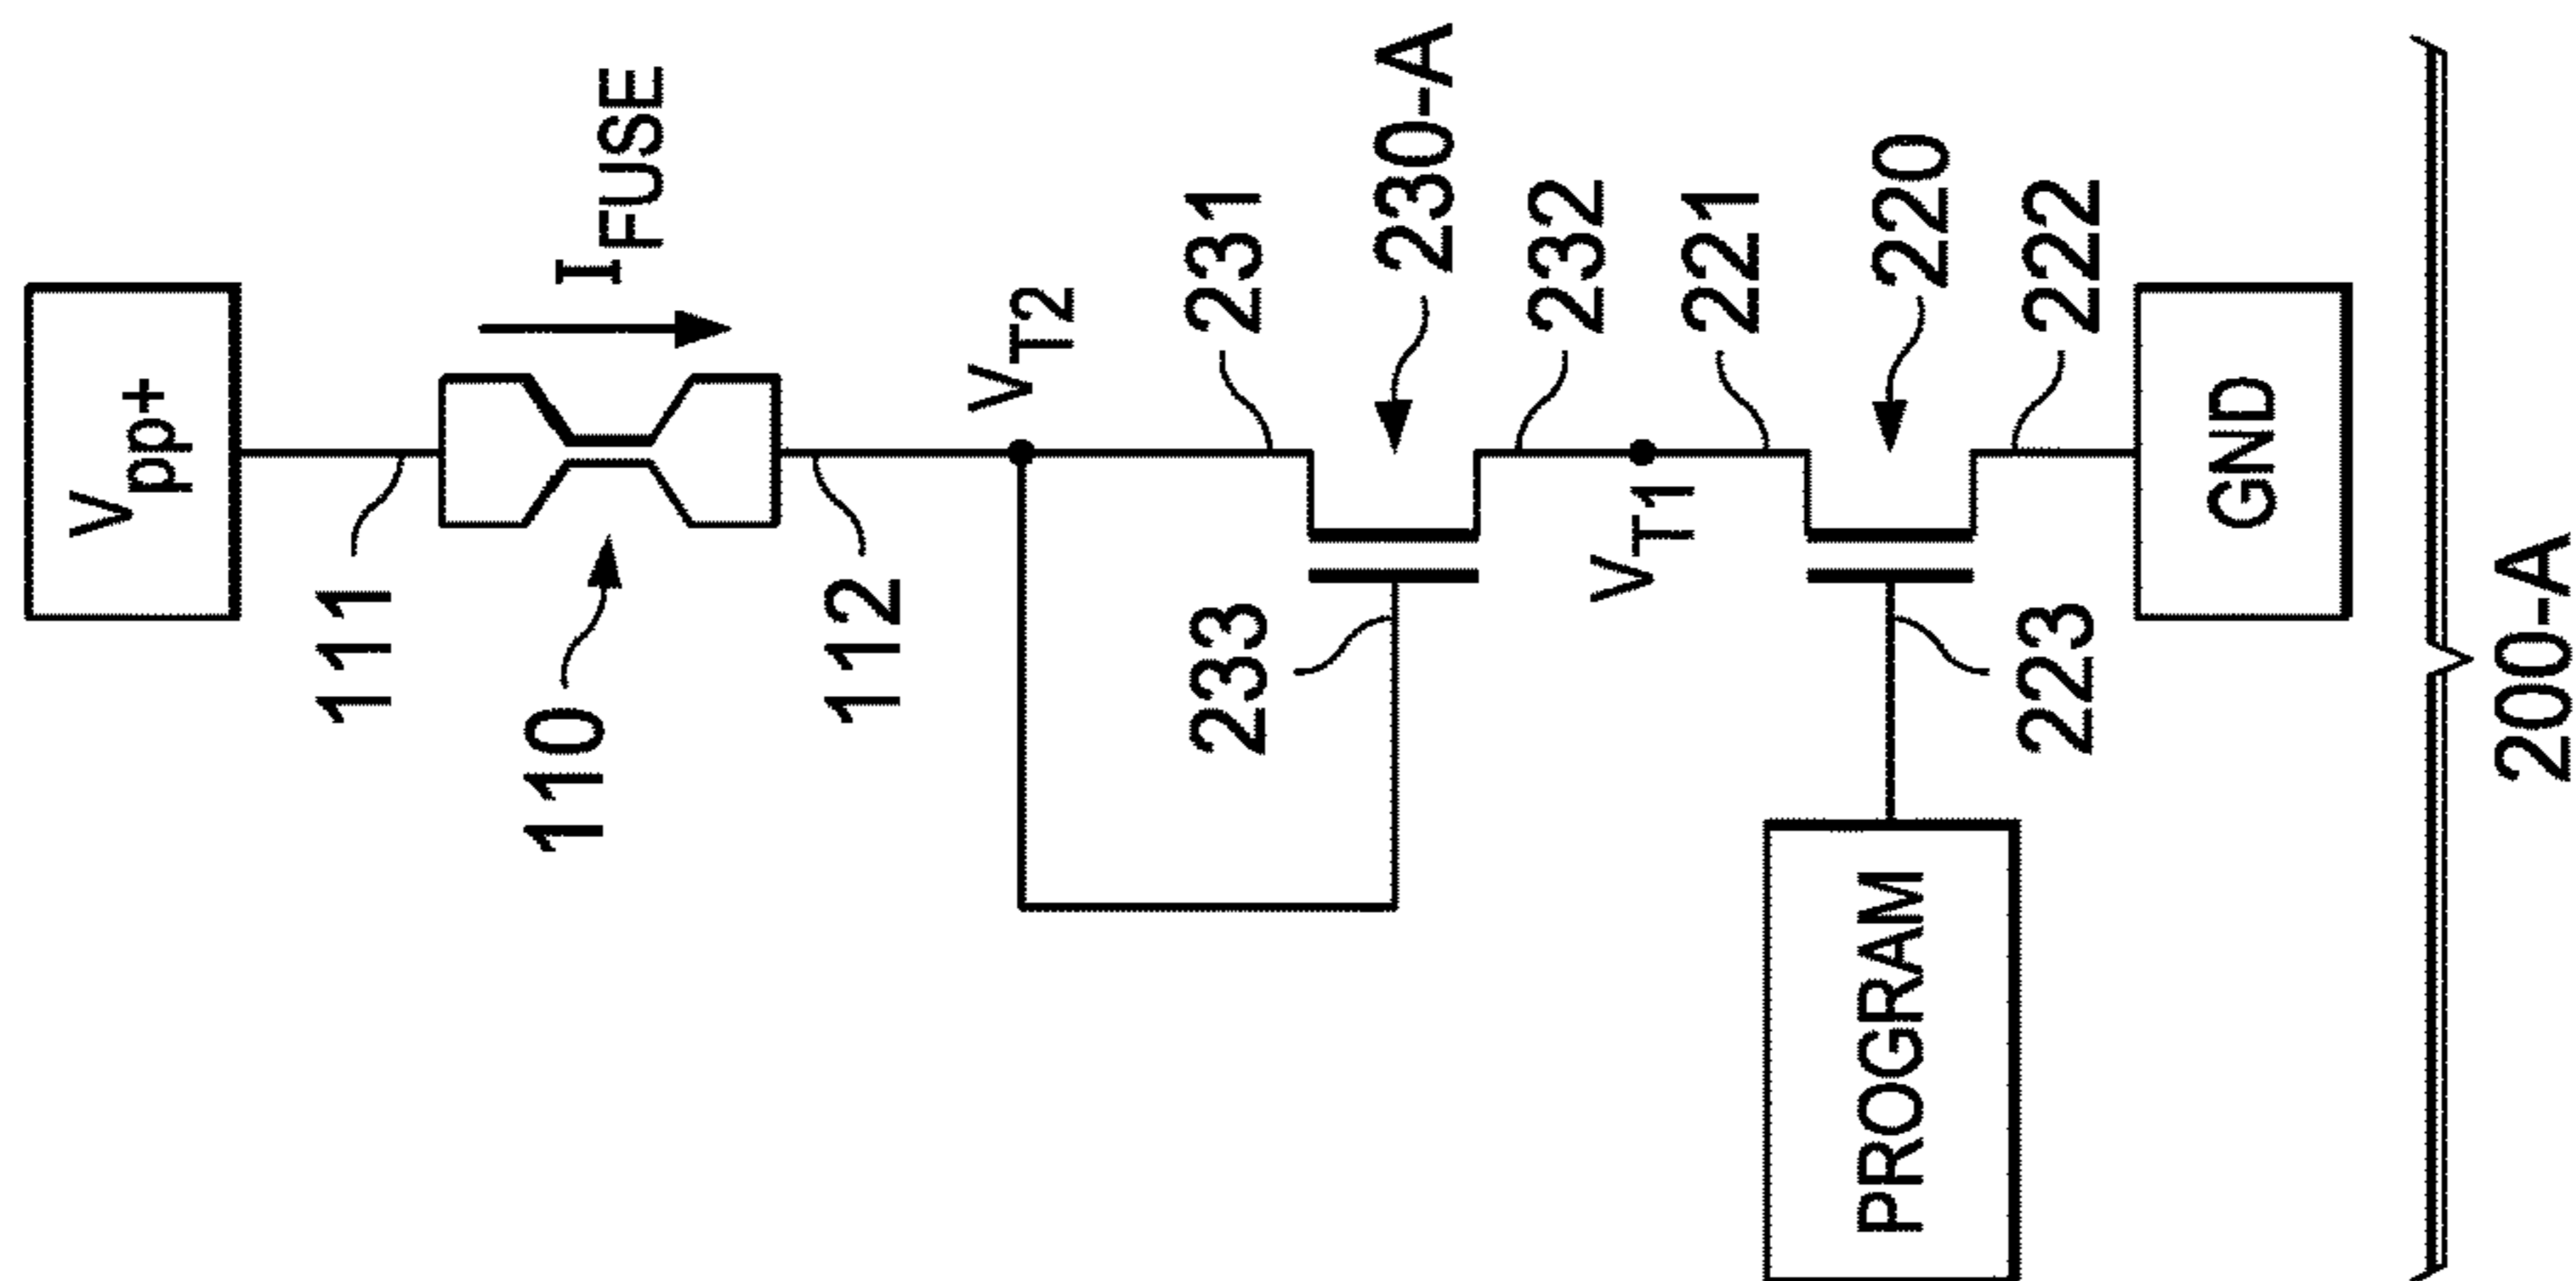 Vpp+
111
110
IFUSE
112
VT2
231
233
230-A
232
VT1
221
220
223
222
PROGRAM
GND
200-A